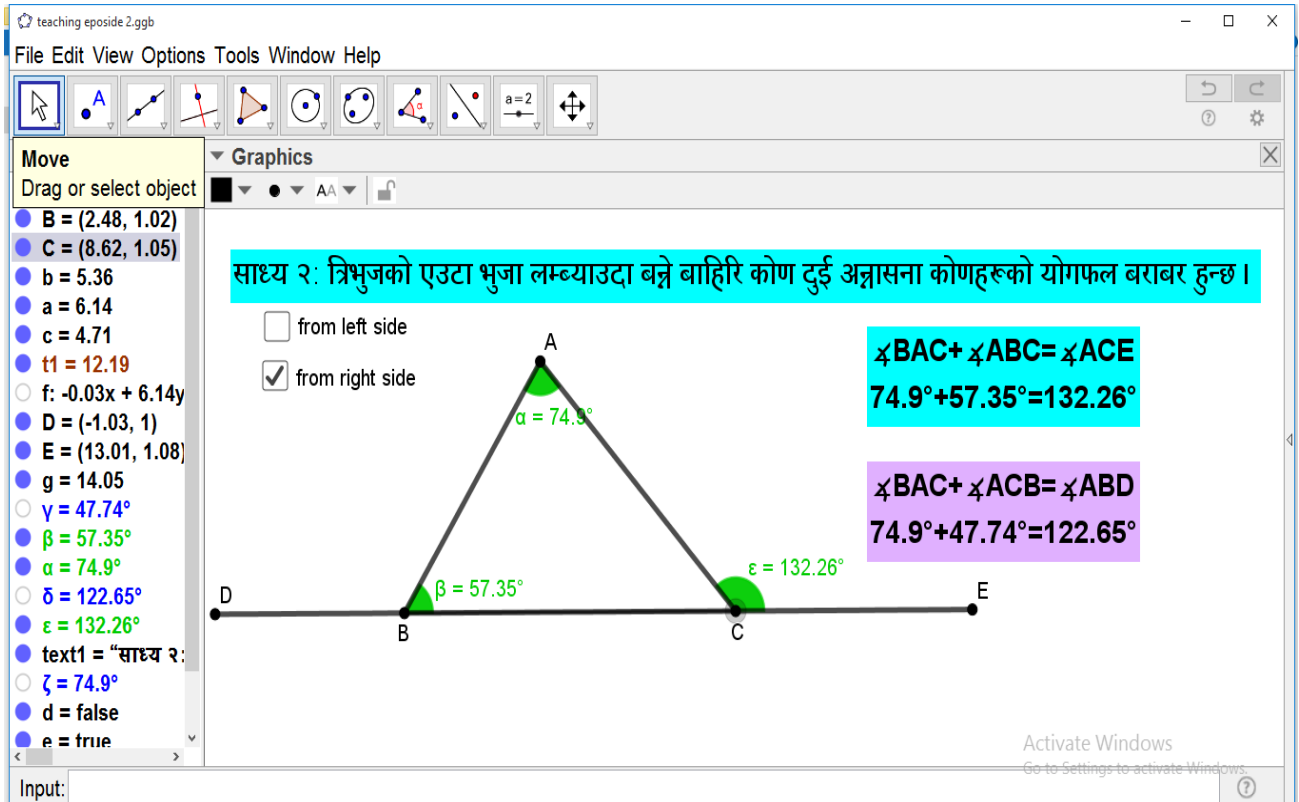 teaching eposide 2.ggb
File Edit View Options Tools Window Help
A
α
a=2
Move
Drag or select object
Graphics
AA
B = (2.48, 1.02)
C = (8.62, 1.05)
b = 5.36
a = 6.14
c = 4.71
t1 = 12.19
f: -0.03x + 6.14y
D = (-1.03, 1)
E = (13.01, 1.08)
g = 14.05
γ = 47.74°
β = 57.35°
α = 74.9°
δ = 122.65°
ε = 132.26°
text1 = “साध्य २:
ζ = 74.9°
d = false
e = true
साध्य २: त्रिभुजको एउटा भुजा लम्ब्याउदा बन्ने बाहिरि कोण दुई अन्नासना कोणहरूको योगफल बराबर हुन्छ ।
from left side
from right side
A
α = 74.9°
β = 57.35°
ε = 132.26°
D
B
C
E
∡BAC+ ∡ABC= ∡ACE
74.9°+57.35°=132.26°
∡BAC+ ∡ACB= ∡ABD
74.9°+47.74°=122.65°
Activate Windows
Go to Settings to activate Windows.
Input: